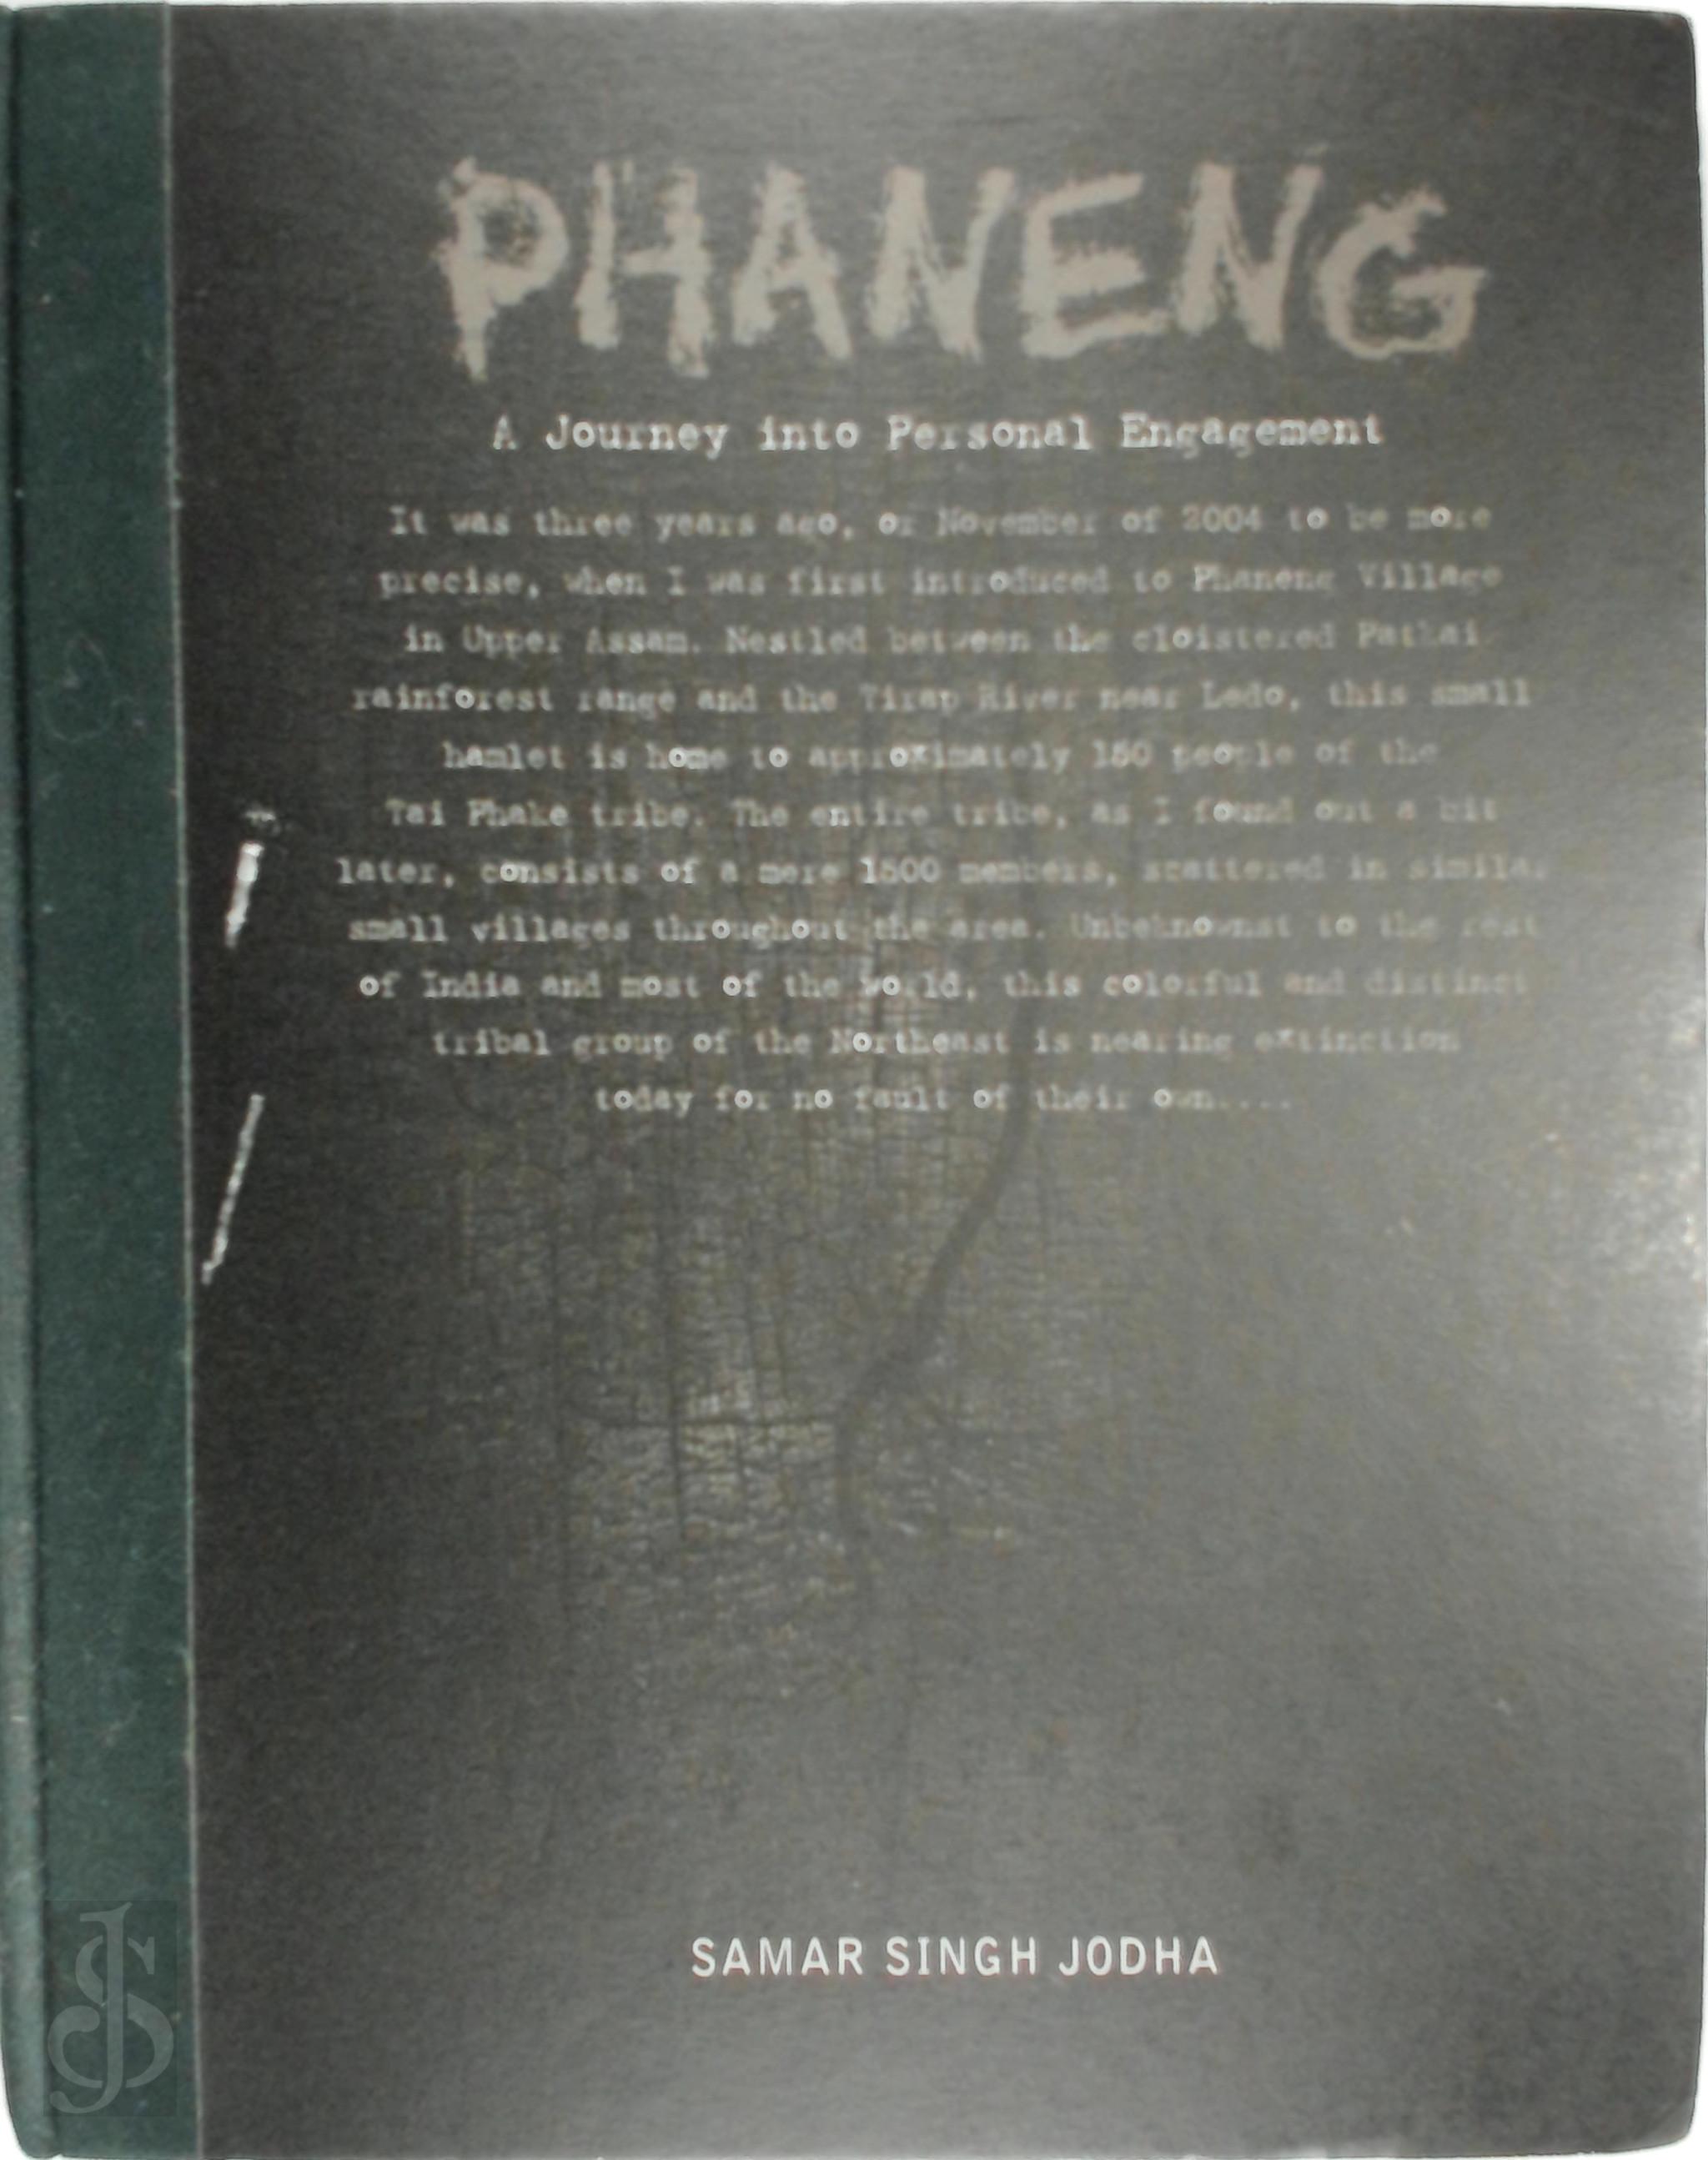 PHANENG
A Journey into Personal Engagement
It was three years ago, or November of 2004 to be more
precise, when I was first introduced to Phaneng Village
in Upper Assam. Nestled between the cloistered Patkai
rainforest range and the Tirap River near Ledo, this small
hamlet is home to approximately 150 people of the
Tai Phake tribe. The entire tribe, as I found out a bit
later, consists of a mere 1500 members, scattered in similar
small villages throughout the area. Unbeknownst to the rest
of India and most of the world, this colorful and distinct
tribal group of the Northeast is nearing extinction
today for no fault of their own....
SAMAR SINGH JODHA